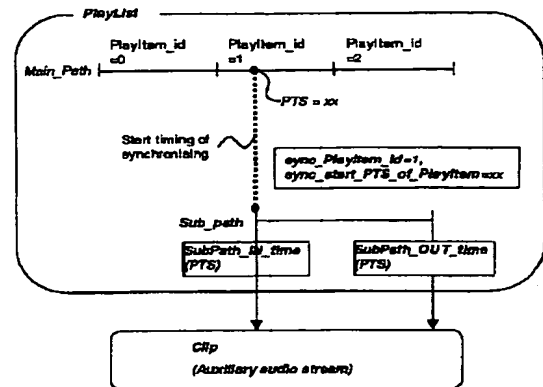 PlayList
PlayItem_id
=0
PlayItem_id
=1
PlayItem_id
=2
Main_Path
PTS = xx
Start timing of
synchronising
sync_PlayItem_id=1,
sync_start_PTS_of_PlayItem=xx
Sub_path
SubPath_IN_time
(PTS)
SubPath_OUT_time
(PTS)
Clip
(Auxiliary audio stream)